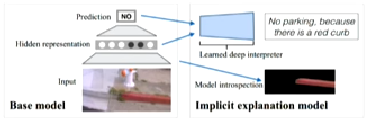 Prediction
NO
Hidden representation
Input
Base model
No parking, because
there is a red curb
Learned deep interpreter
Model introspection
Implicit explanation model